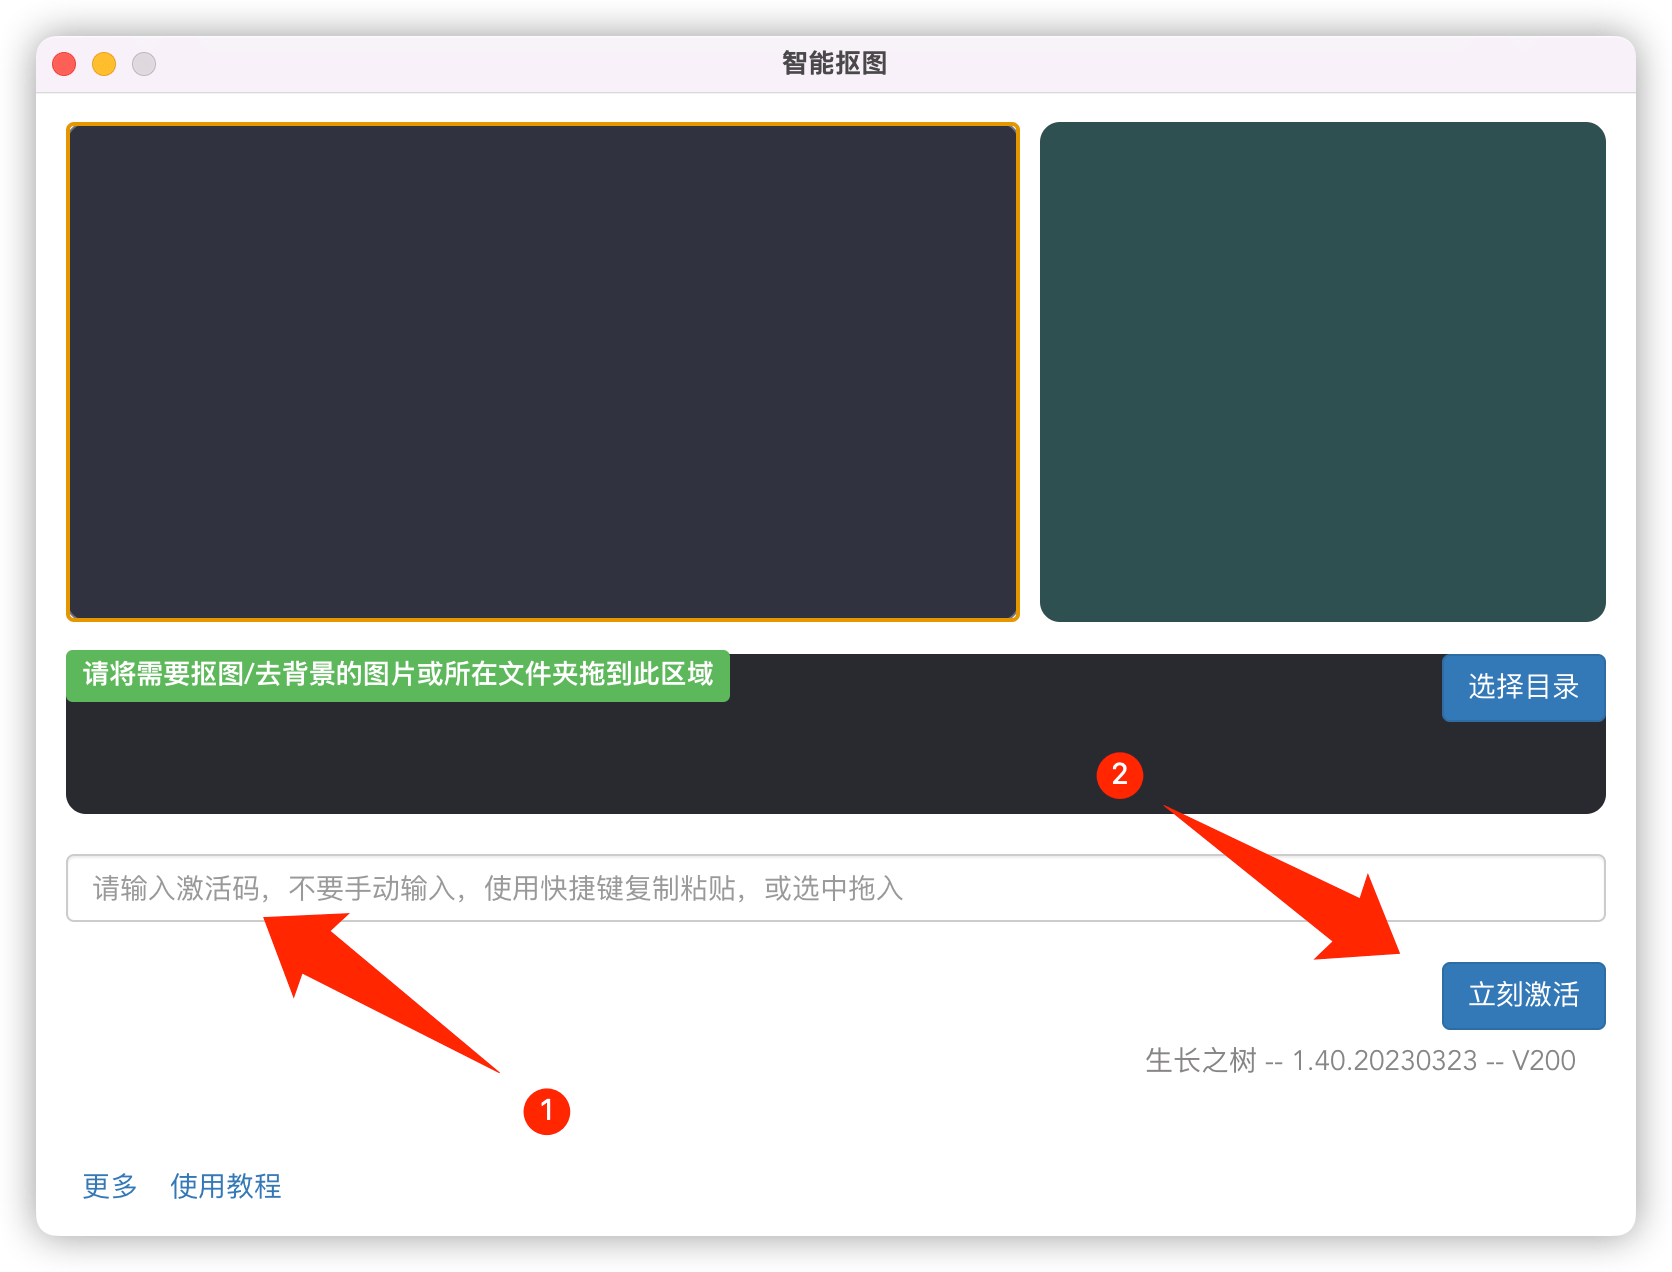 智能抠图
请将需要抠图/去背景的图片或所在文件夹拖到此区域
选择目录
2
请输入激活码，不要手动输入，使用快捷键复制粘贴，或选中拖入
立刻激活
生长之树 -- 1.40.20230323 -- V200
1
更多 使用教程